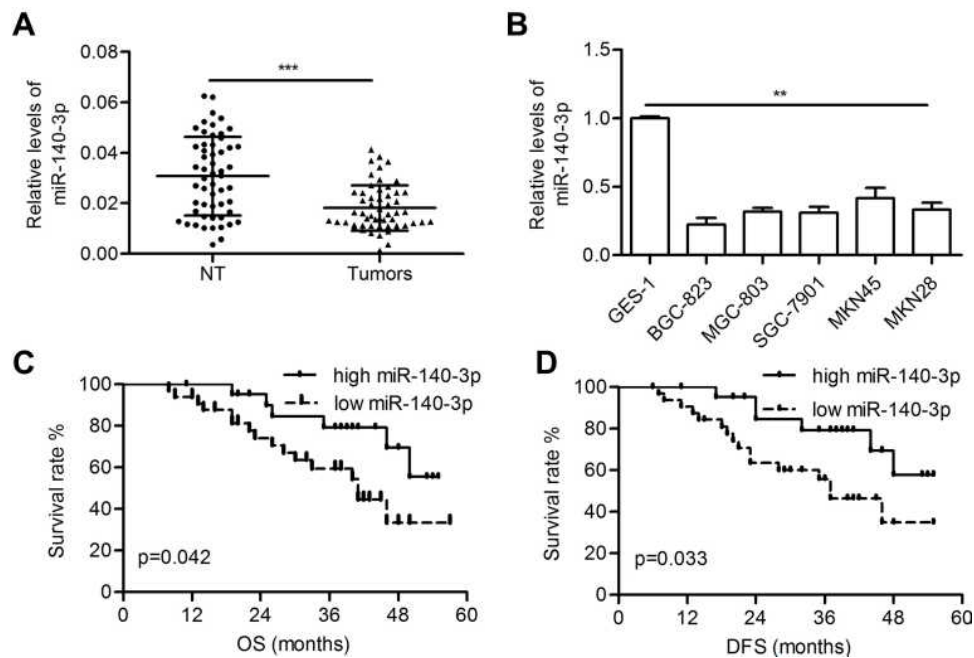 A
Relative levels of
miR-140-3p
0.08
0.06
0.04
0.02
0.00
***
NT
Tumors
B
Relative levels of
miR-140-3p
1.5
1.0
0.5
0.0
**
GES-1
BGC-823
MGC-803
SGC-7901
MKN45
MKN28
C
Survival rate %
100
80
60
40
20
0
high miR-140-3p
low miR-140-3p
p=0.042
0
12
24
36
48
60
OS (months)
D
Survival rate %
100
80
60
40
20
0
high miR-140-3p
low miR-140-3p
p=0.033
0
12
24
36
48
60
DFS (months)